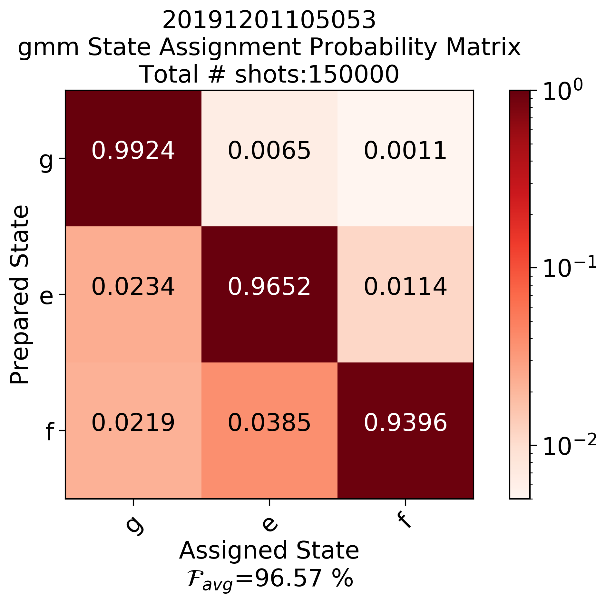 20191201105053
gmm State Assignment Probability Matrix
Total # shots:150000
Prepared State
g
0.9924 0.0065 0.0011
e
0.0234 0.9652 0.0114
f
0.0219 0.0385 0.9396
g e f
Assigned State
𝓕avg=96.57 %
10⁰
10⁻¹
10⁻²